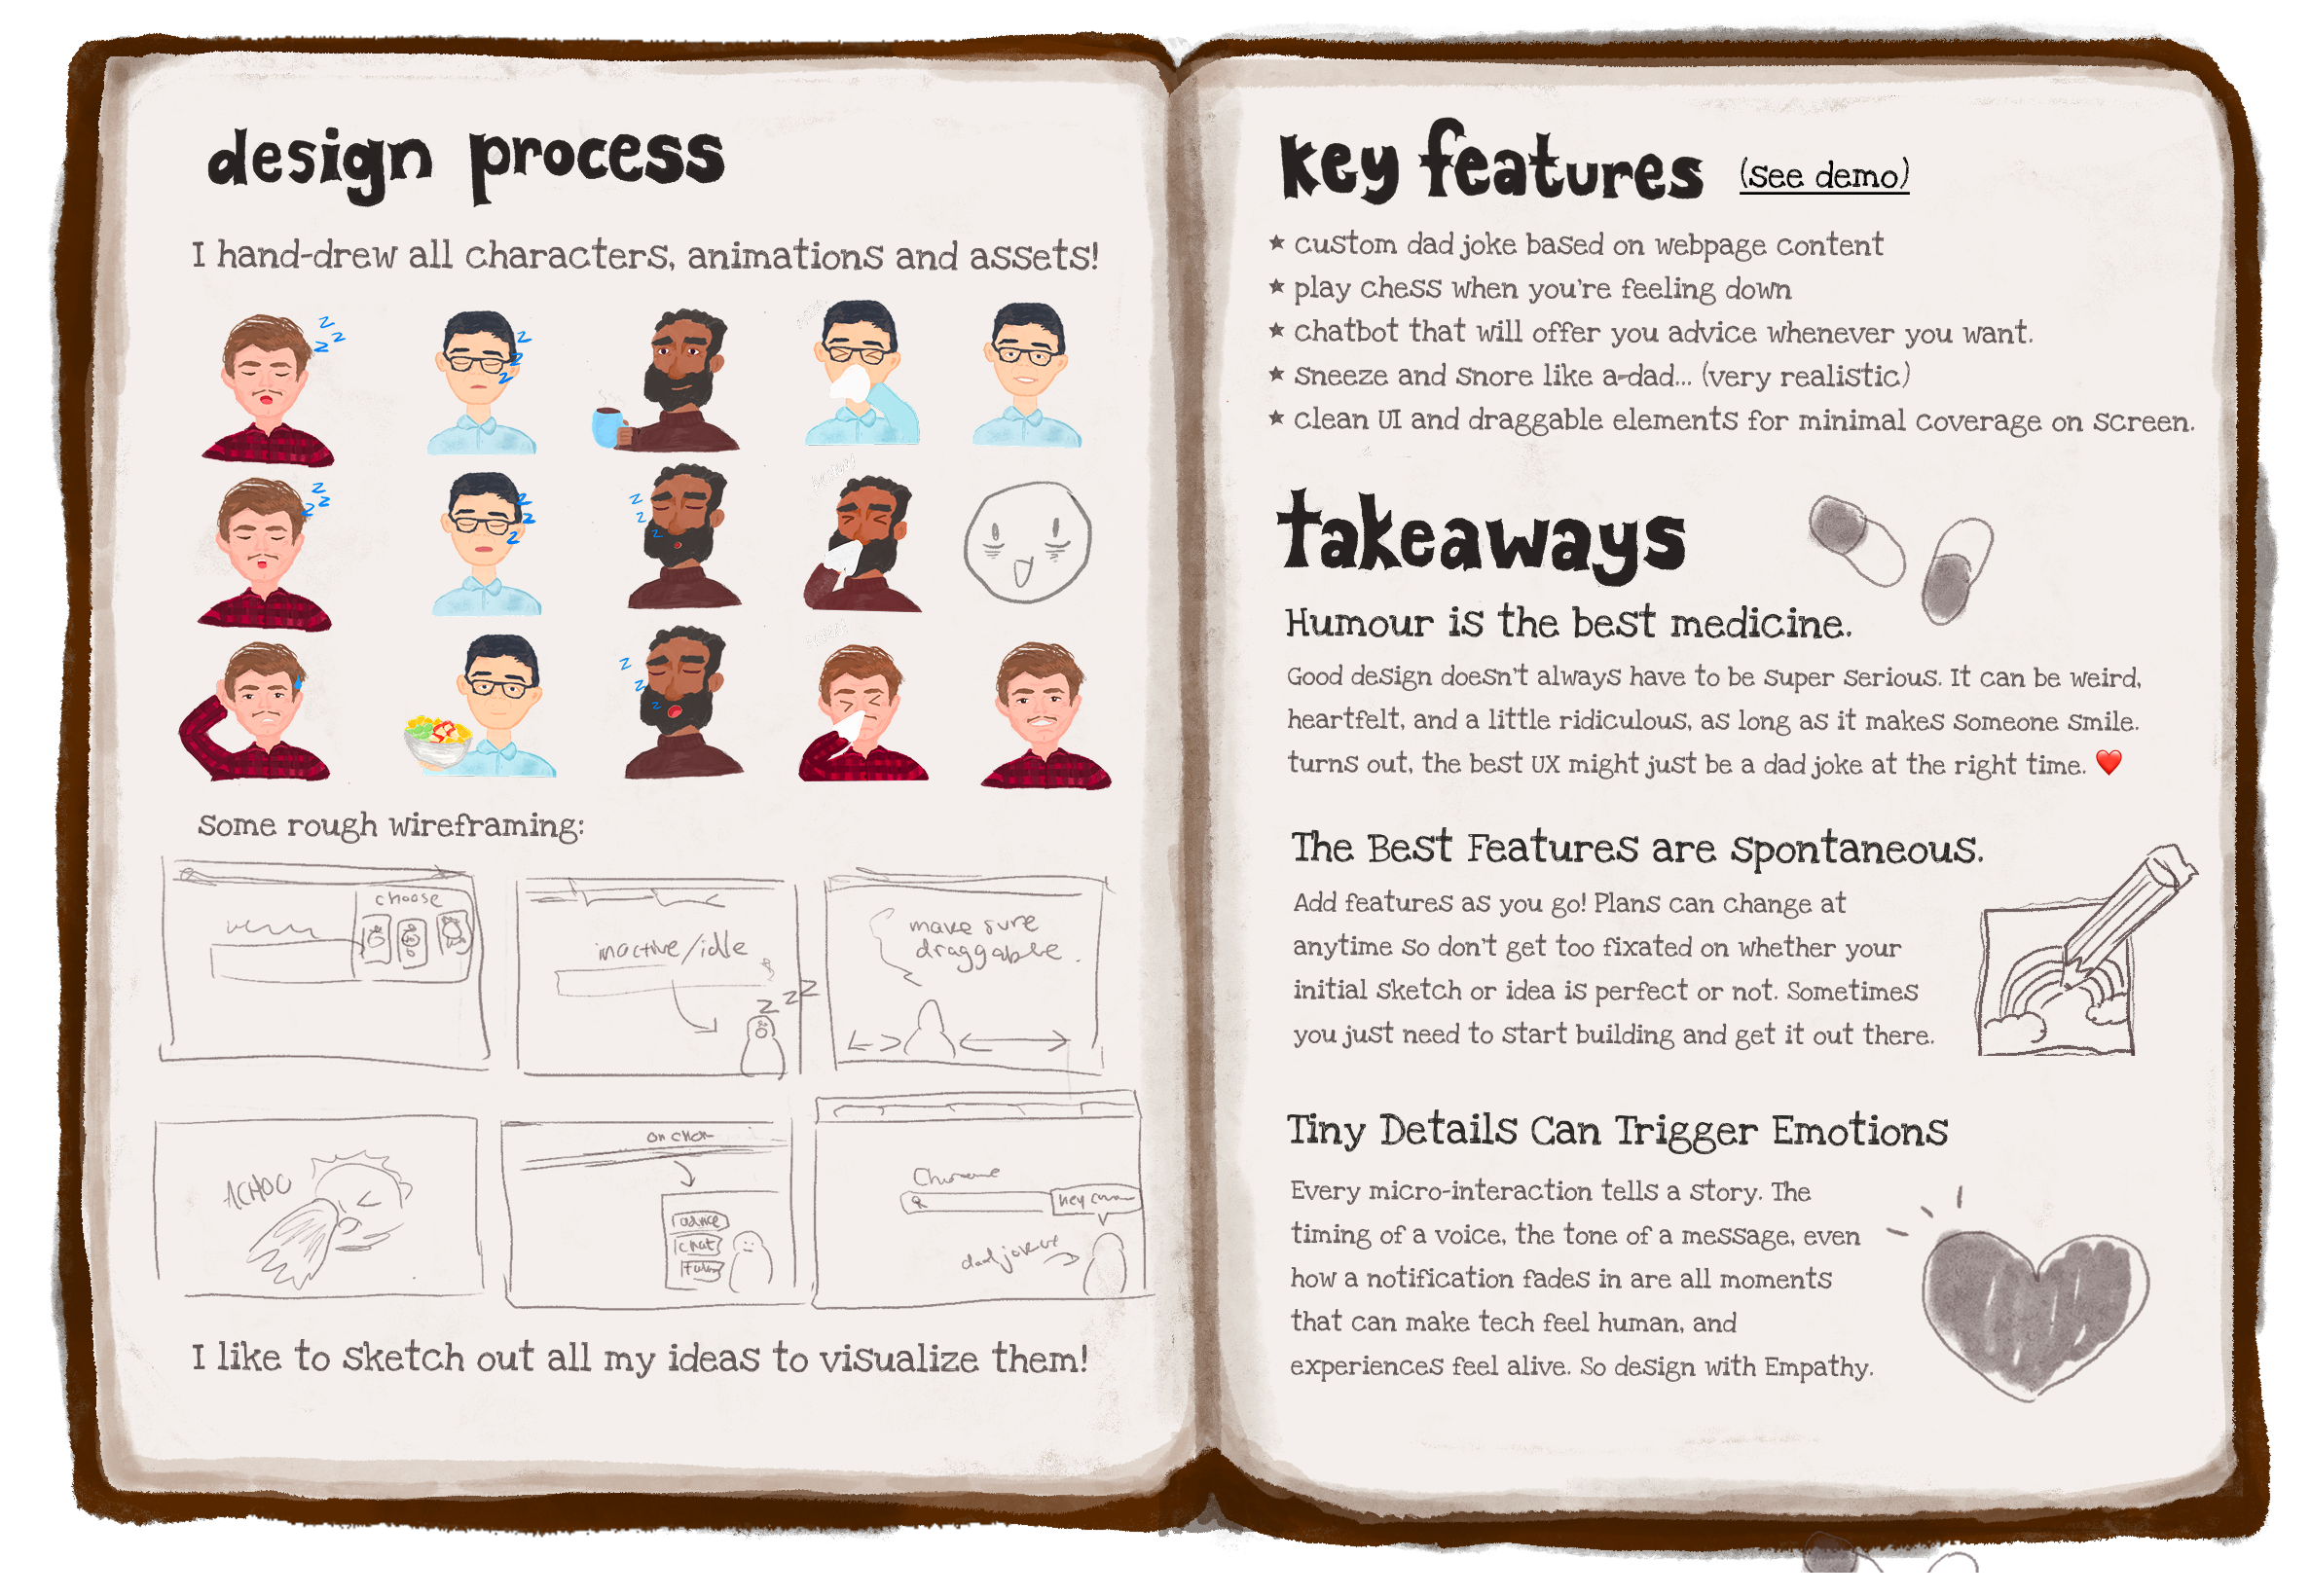 design process
I hand-drew all characters, animations and assets!
z z z z
z z z
z z z
z z z
z z z
ACHOO!
z z z
Some rough wireframing:
choose
inactive/idle
z z z
make sure
draggable.
ACHOO
on click
advice
chat
Chrome
hey
dad joke
I like to sketch out all my ideas to visualize them!
key features (see demo)
★ custom dad joke based on webpage content
★ play chess when you're feeling down
★ chatbot that will offer you advice whenever you want.
★ sneeze and snore like a-dad... (very realistic)
★ clean UI and draggable elements for minimal coverage on screen.
takeaways
Humour is the best medicine.
Good design doesn't always have to be super serious. It can be weird,
heartfelt, and a little ridiculous, as long as it makes someone smile.
turns out, the best UX might just be a dad joke at the right time. ❤️
The Best Features are spontaneous.
Add features as you go! Plans can change at
anytime so don't get too fixated on whether your
initial sketch or idea is perfect or not. Sometimes
you just need to start building and get it out there.
Tiny Details Can Trigger Emotions
Every micro-interaction tells a story. The
timing of a voice, the tone of a message, even
how a notification fades in are all moments
that can make tech feel human, and
experiences feel alive. So design with Empathy.